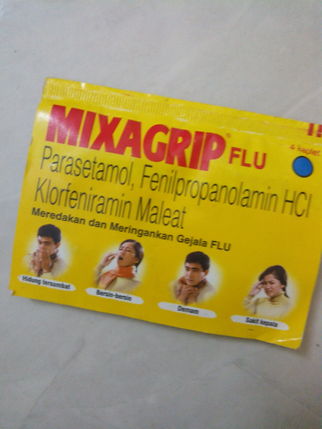 MIXAGRIP® FLU
4 kaplet
Parasetamol, Fenilpropanolamin HCl
Klorfeniramin Maleat
Meredakan dan Meringankan Gejala FLU
Hidung tersumbat
Bersin-bersin
Demam
Sakit kepala